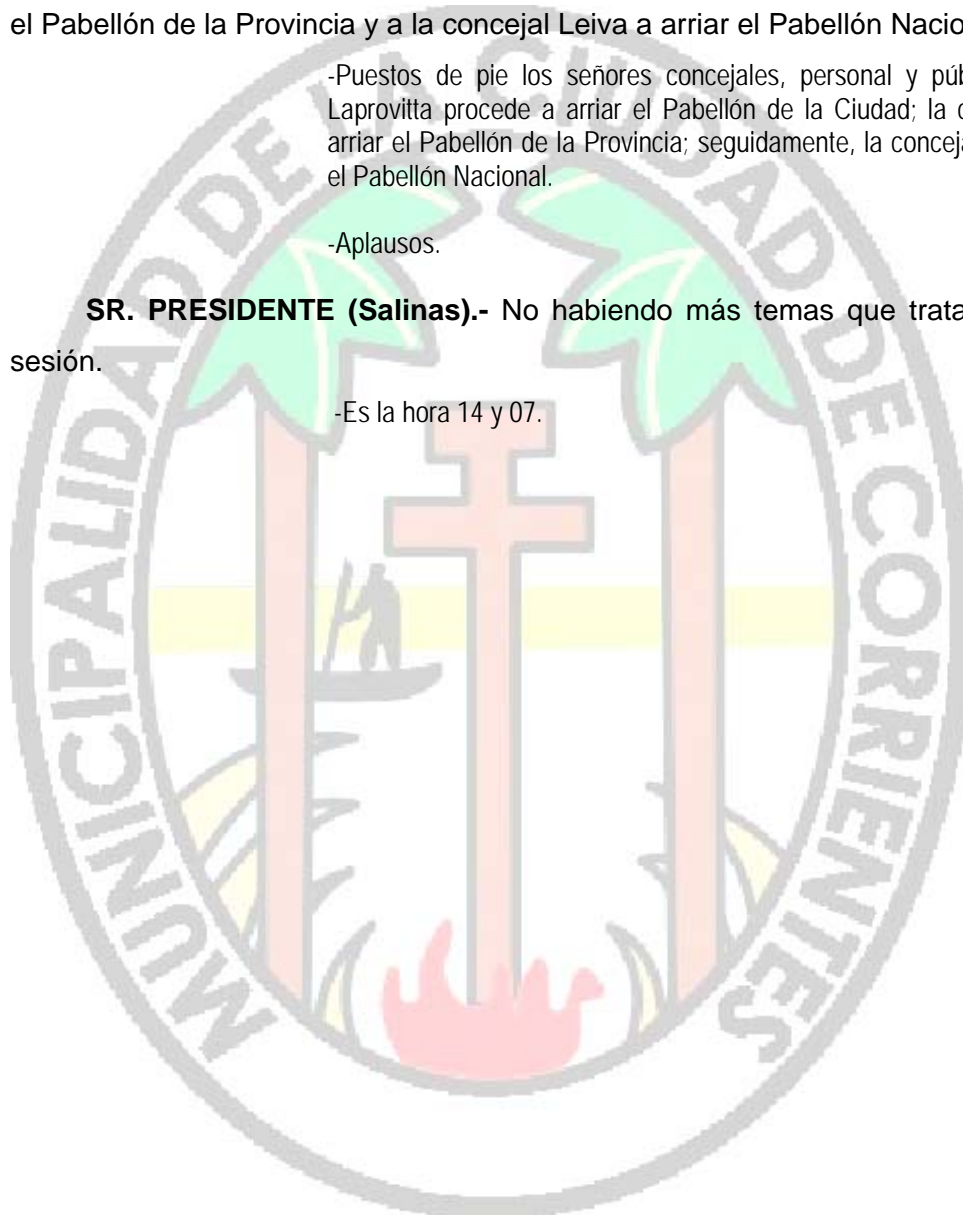 el Pabellón de la Provincia y a la concejal Leiva a arriar el Pabellón
-Puestos de pie los señores concejales, personal y
Laprovitta procede a arriar el Pabellón de la Ciudad; la
arriar el Pabellón de la Provincia; seguidamente, la
el Pabellón Nacional.
-Aplausos.
SR. PRESIDENTE (Salinas).- No habiendo más temas que
sesión.
-Es la hora 14 y 07.
MUNICIPALIDAD DE LA CIUDAD DE CORRIENTES